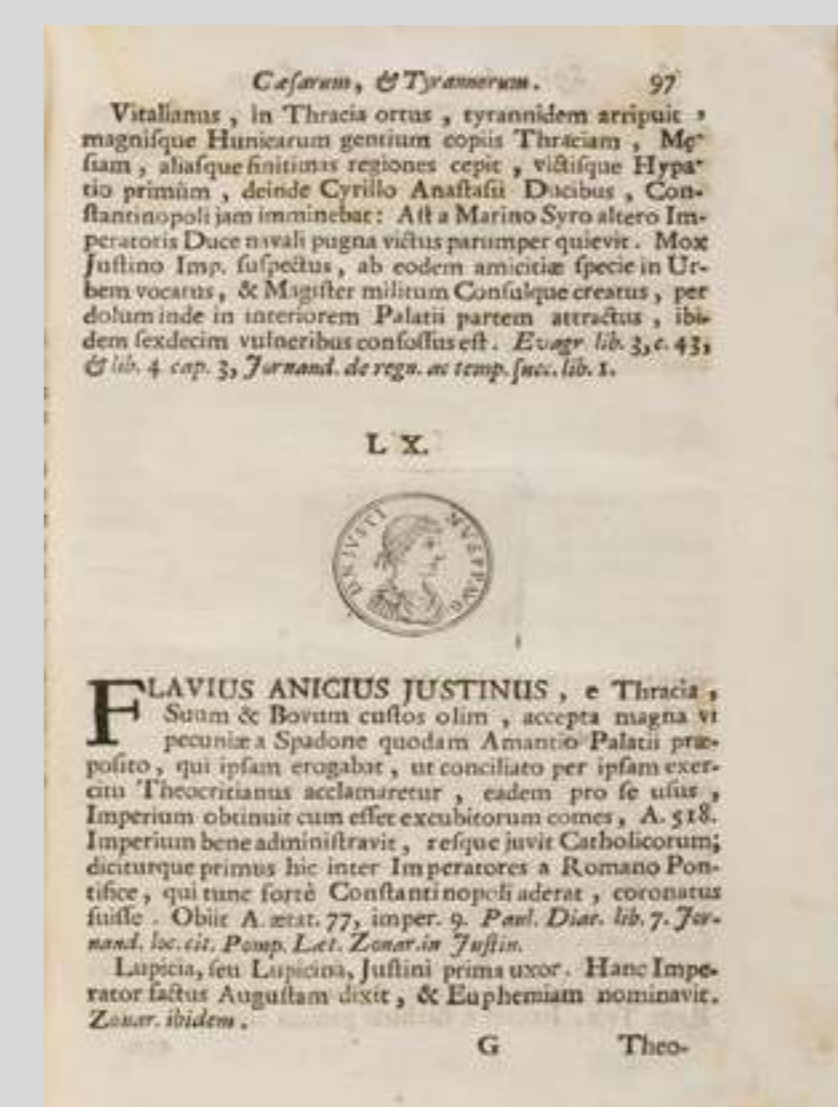 Cæſarum, & Tyrannorum. 97
Vitalianus, in Thracia ortus, tyrannidem arripuit,
magniſque Hunicarum gentium copiis Thraciam, Mę-
ſiam, aliaſque finitimas regiones cepit, victiſque Hypa-
tio primùm, deinde Cyrillo Anaſtaſii Ducibus, Con-
ſtantinopoli jam imminebat: Aſt a Marino Syro altero Im-
peratoris Duce navali pugna victus parumper quievit. Mox
Juſtino Imp. ſuſpectus, ab eodem amicitiæ ſpecie in Ur-
bem vocatus, & Magiſter militum Conſulque creatus, per
dolum inde in interiorem Palatii partem attractus, ibi-
dem ſexdecim vulneribus confoſſus eſt. Evagr. lib. 3, c. 43,
& lib. 4 cap. 3, Jornand. de regn. ac temp. ſucc. lib. 1.
LX.
DN IVSTI NVS PP AVG
FLAVIUS ANICIUS JUSTINUS, e Thracia,
Suum & Bovum cuſtos olim, accepta magna vi
pecuniæ a Spadone quodam Amantio Palatii præ-
poſito, qui ipſam erogabat, ut conciliato per ipſam exer-
citu Theocritianus acclamaretur, eadem pro ſe uſus,
Imperium obtinuit cum eſſet excubitorum comes, A. 518.
Imperium bene adminiſtravit, reſque juvit Catholicorum;
diciturque primus hic inter Imperatores a Romano Pon-
tifice, qui tunc fortè Conſtantinopoli aderat, coronatus
fuiſſe. Obiit A. ætat. 77, imper. 9. Paul. Diac. lib. 7. Jor-
nand. loc. cit. Pomp. Læt. Zonar. in Juſtin.
Lupicia, ſeu Lupicina, Juſtini prima uxor. Hanc Impe-
rator factus Auguſtam dixit, & Euphemiam nominavit.
Zonar. ibidem.
G Theo-